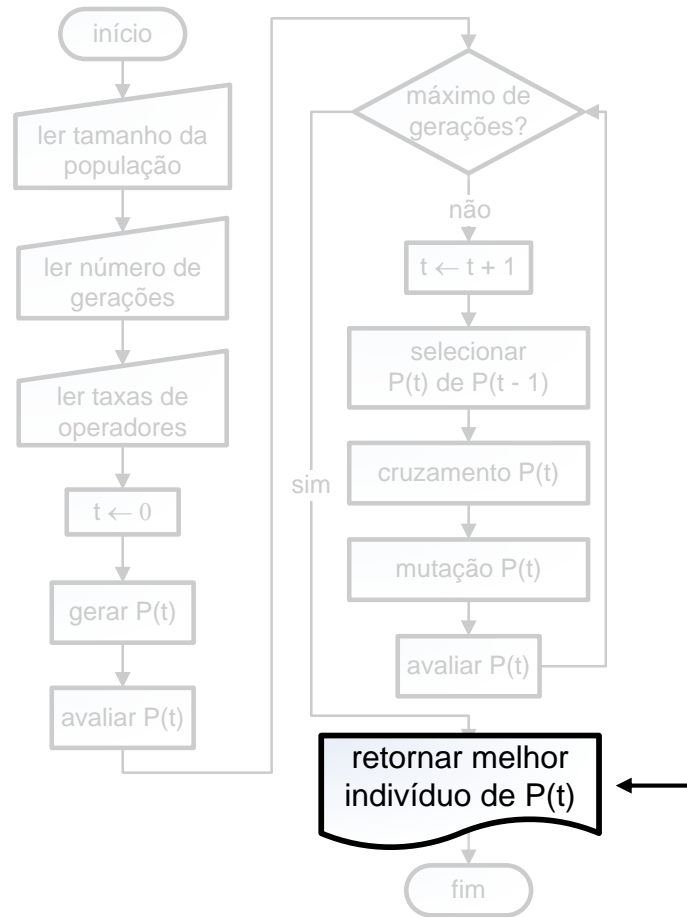 início
ler tamanho da
população
ler número de
gerações
ler taxas de
operadores
t ← 0
gerar P(t)
avaliar P(t)
máximo de
gerações?
não
t ← t + 1
selecionar
P(t) de P(t - 1)
cruzamento P(t)
sim
mutação P(t)
avaliar P(t)
retornar melhor
indivíduo de P(t)
fim